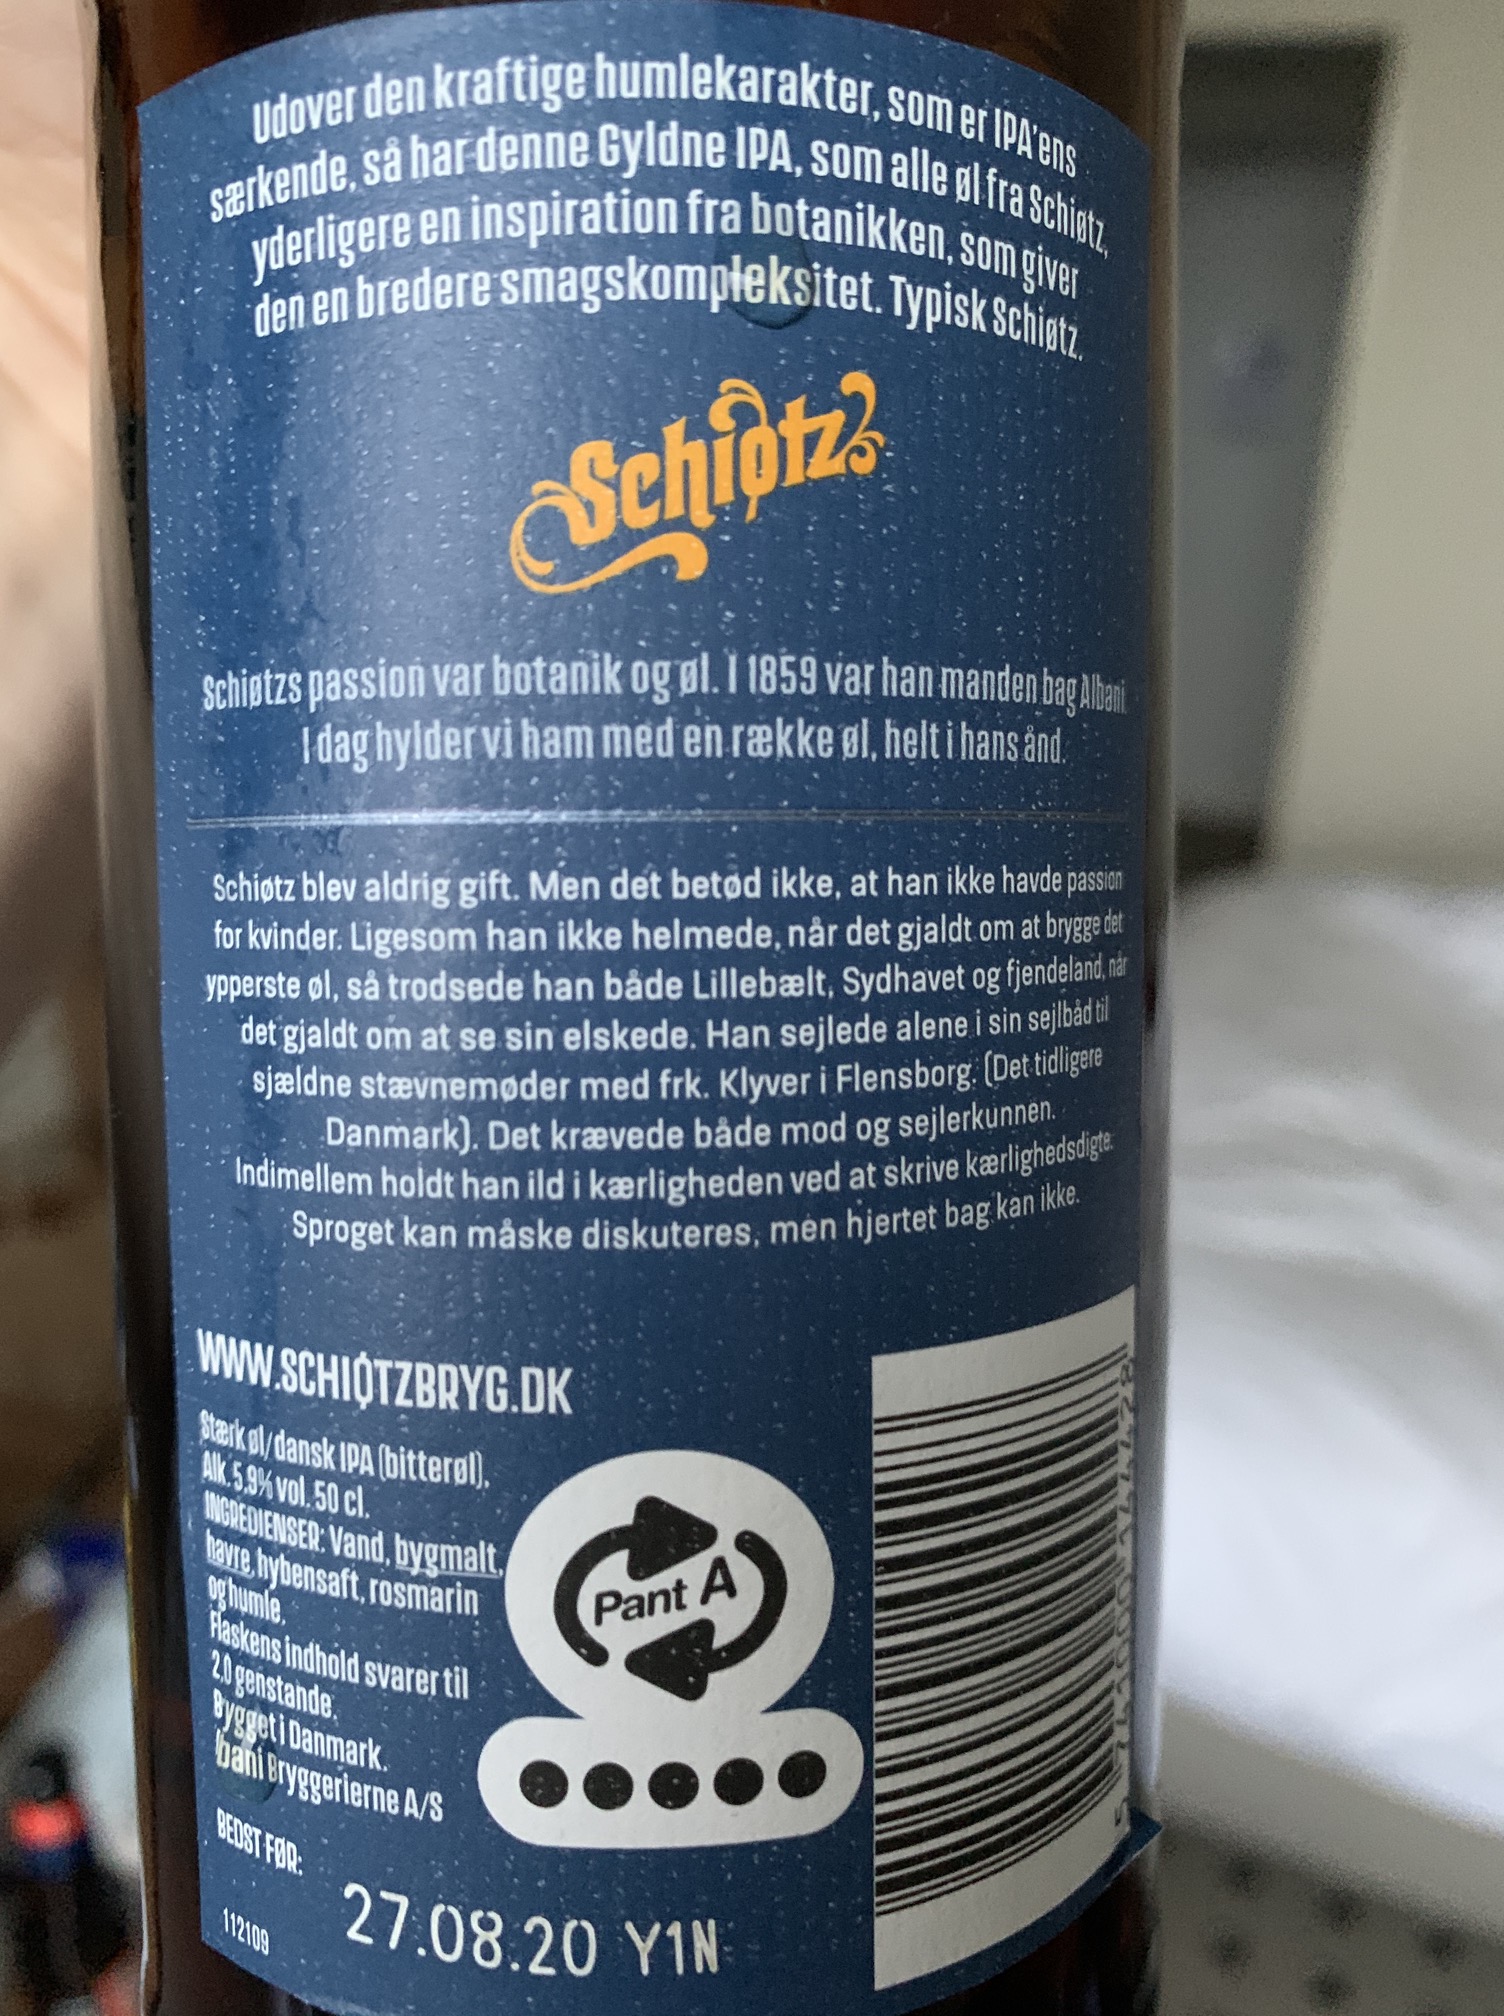 Udover den kraftige humlekarakter, som er IPA'ens
særkende, så har denne Gyldne IPA, som alle øl fra Schiøtz,
yderligere en inspiration fra botanikken, som giver
den en bredere smagskompleksitet. Typisk Schiøtz.
Schiøtz
Schiøtzs passion var botanik og øl. I 1859 var han manden bag Albani.
I dag hylder vi ham med en række øl, helt i hans ånd.
Schiøtz blev aldrig gift. Men det betød ikke, at han ikke havde passion
for kvinder. Ligesom han ikke helmede, når det gjaldt om at brygge det
ypperste øl, så trodsede han både Lillebælt, Sydhavet og fjendeland, når
det gjaldt om at se sin elskede. Han sejlede alene i sin sejlbåd til
sjældne stævnemøder med frk. Klyver i Flensborg. (Det tidligere
Danmark). Det krævede både mod og sejlerkunnen.
Indimellem holdt han ild i kærligheden ved at skrive kærlighedsdigte.
Sproget kan måske diskuteres, men hjertet bag kan ikke.
WWW.SCHIØTZBRYG.DK
Stærk øl/dansk IPA (bitterøl).
Alk. 5.9% vol. 50 cl.
INGREDIENSER: Vand, bygmalt,
havre, hybensaft, rosmarin
og humle.
Flaskens indhold svarer til
2,0 genstande.
Brygget i Danmark.
Albani Bryggerierne A/S
BEDST FØR:
27.08.20 Y1N
112109
Pant A